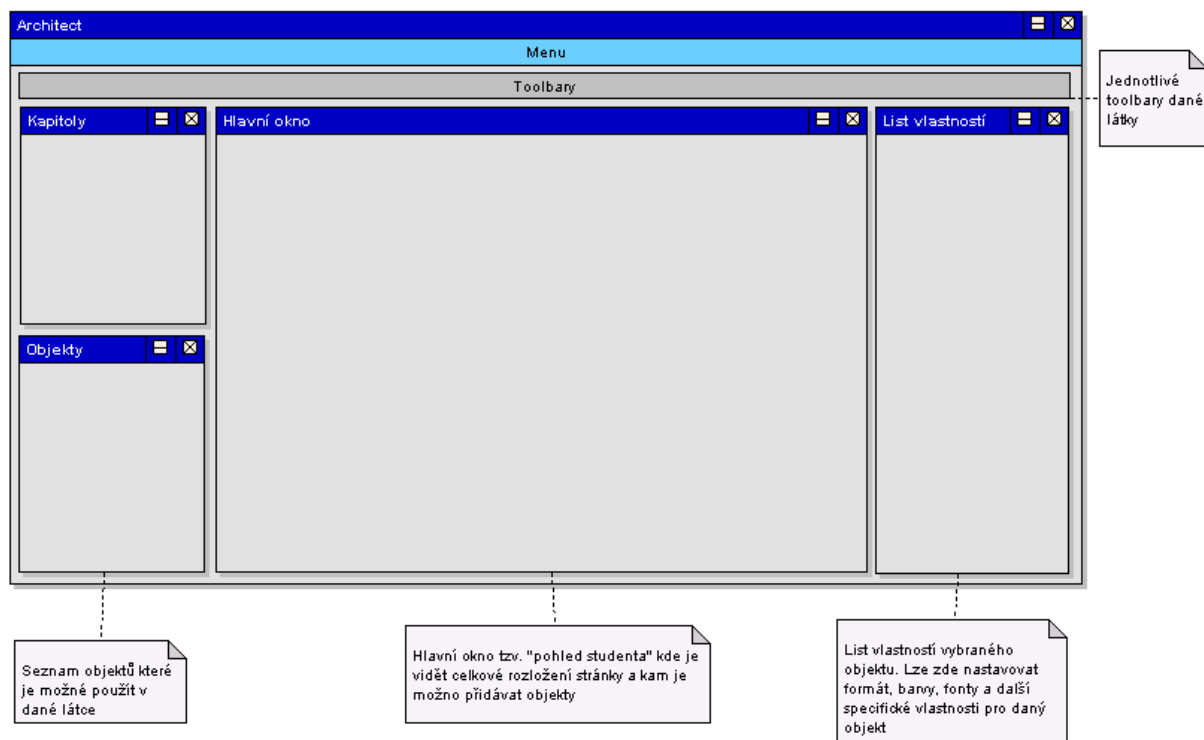 Architect
Menu
Toolbary
Jednotlivé
toolbary dané
látky
Kapitoly
Hlavní okno
List vlastností
Objekty
Seznam objektů které
je možné použít v
dané látce
Hlavní okno tzv. "pohled studenta" kde je
vidět celkové rozložení stránky a kam je
možno přidávat objekty
List vlastností vybraného
objektu. Lze zde nastavovat
formát, barvy, fonty a další
specifické vlastnosti pro daný
objekt